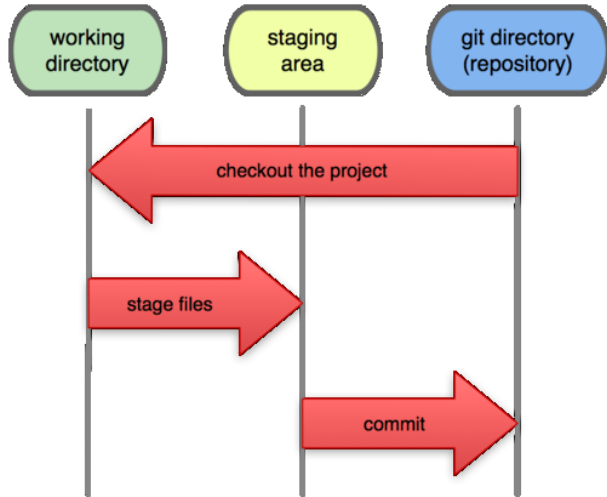 working
directory
staging
area
git directory
(repository)
checkout the project
stage files
commit